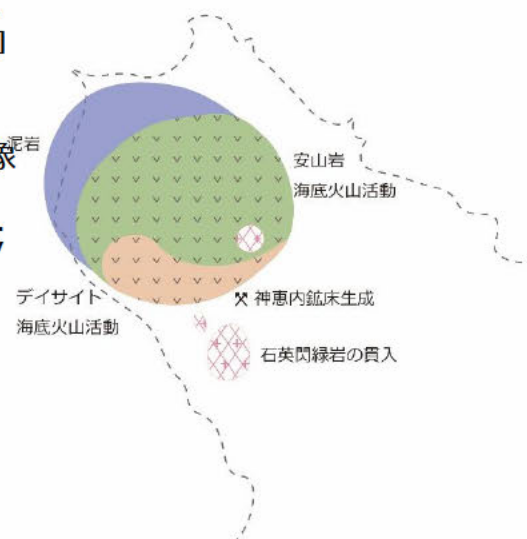 泥岩
安山岩
海底火山活動
デイサイト
海底火山活動
神恵内鉱床生成
石英閃緑岩の貫入